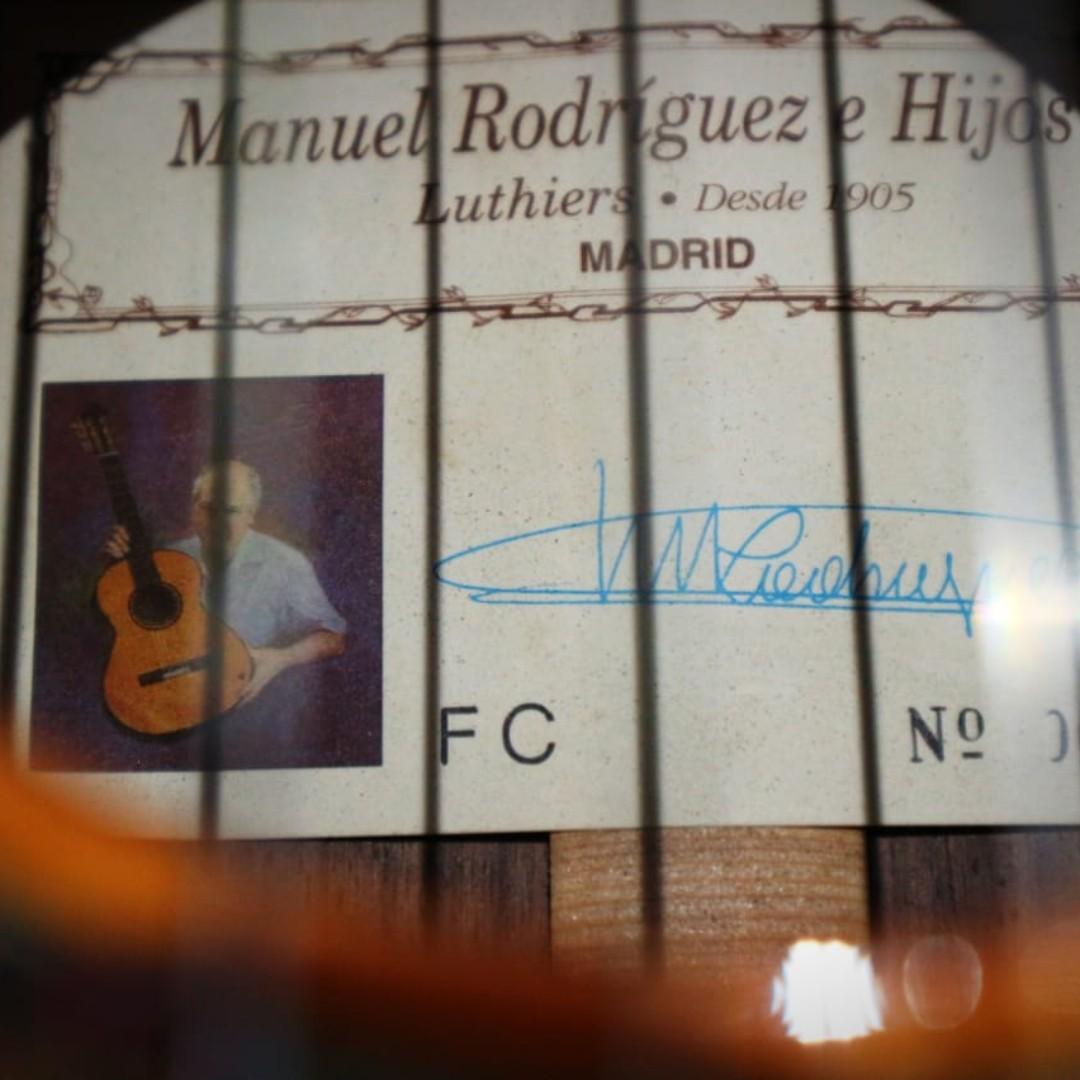 Manuel Rodríguez e Hijos
Luthiers • Desde 1905
MADRID
FC
Nº